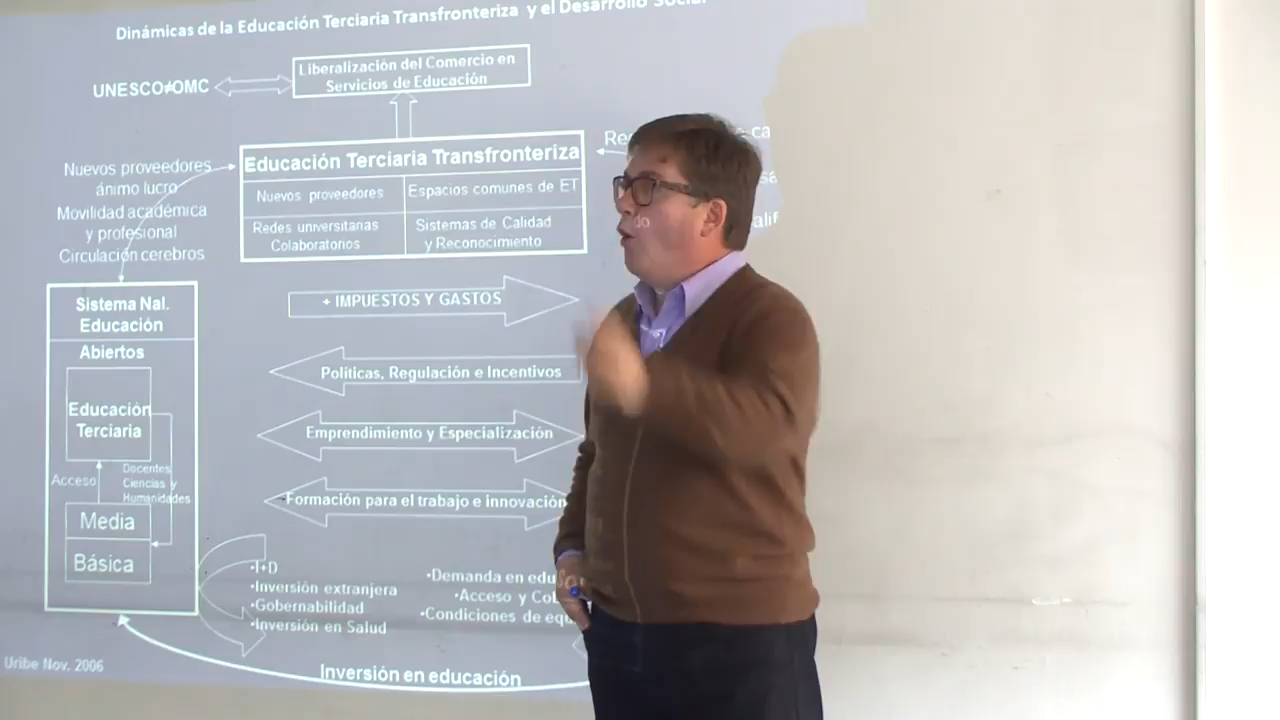 Dinámicas de la Educación Terciaria Transfronteriza y el Desarrollo Social
Liberalización del Comercio en
Servicios de Educación
UNESCO≠OMC
Educación Terciaria Transfronteriza
Nuevos proveedores
Espacios comunes de ET
Redes universitarias
Colaboratorios
Sistemas de Calidad
y Reconocimiento
Nuevos proveedores
ánimo lucro
Movilidad académica
y profesional
Circulación cerebros
Sistema Nal.
Educación
Abiertos
Educación
Terciaria
Acceso
Docentes
Ciencias y
Humanidades
Media
Básica
+ IMPUESTOS Y GASTOS
Políticas, Regulación e Incentivos
Emprendimiento y Especialización
Formación para el trabajo e innovación
•I+D
•Inversión extranjera
•Gobernabilidad
•Inversión en Salud
•Demanda en edu
•Acceso y Co
•Condiciones de equ
Inversión en educación
Uribe Nov. 2006